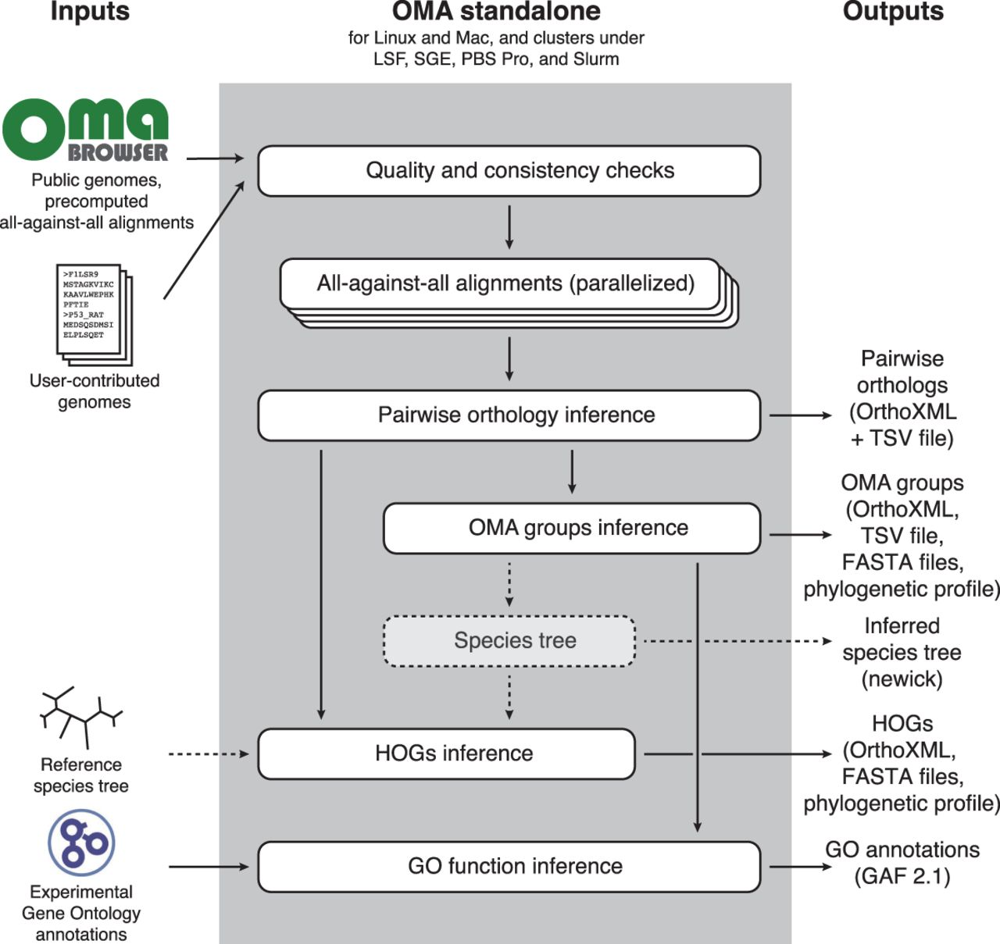 Inputs
OMA standalone
for Linux and Mac, and clusters under
LSF, SGE, PBS Pro, and Slurm
Outputs
oma
BROWSER
Public genomes,
precomputed
all-against-all alignments
>F1LSR9
MSTAGKVIKC
KAAVLWEPHK
PFTIE
>P53_RAT
MEDSQSDMSI
ELPLSQET
User-contributed
genomes
Quality and consistency checks
All-against-all alignments (parallelized)
Pairwise orthology inference
Pairwise
orthologs
(OrthoXML
+ TSV file)
OMA groups inference
OMA groups
(OrthoXML,
TSV file,
FASTA files,
phylogenetic profile)
Species tree
Inferred
species tree
(newick)
Reference
species tree
HOGs inference
HOGs
(OrthoXML,
FASTA files,
phylogenetic profile)
Experimental
Gene Ontology
annotations
GO function inference
GO annotations
(GAF 2.1)